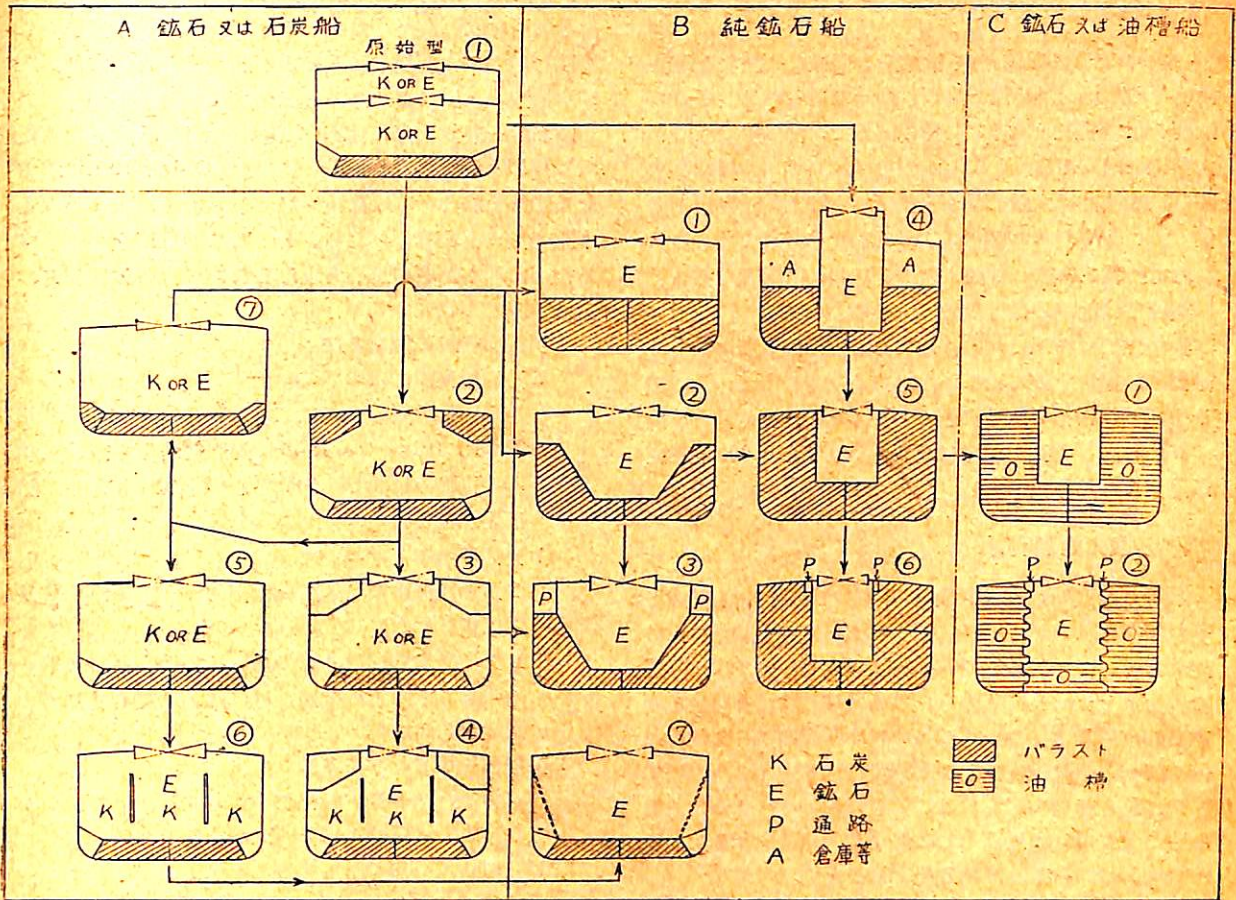 A 鉱石又は石炭船
B 純鉱石船
C 鉱石又は油槽船
原始型 ①
K OR E
K OR E
①
E
④
A
E
A
⑦
K OR E
②
K OR E
②
E
⑤
E
①
O
E
O
⑤
K OR E
③
K OR E
③
P
E
P
⑥
P
P
E
②
P
P
O
E
O
O
⑥
E
K
K
K
④
E
K
K
K
⑦
E
K 石炭
E 鉱石
P 通路
A 倉庫等
バラスト
O 油槽